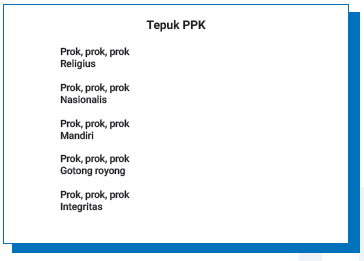 Tepuk PPK
Prok, prok, prok
Religius
Prok, prok, prok
Nasionalis
Prok, prok, prok
Mandiri
Prok, prok, prok
Gotong royong
Prok, prok, prok
Integritas